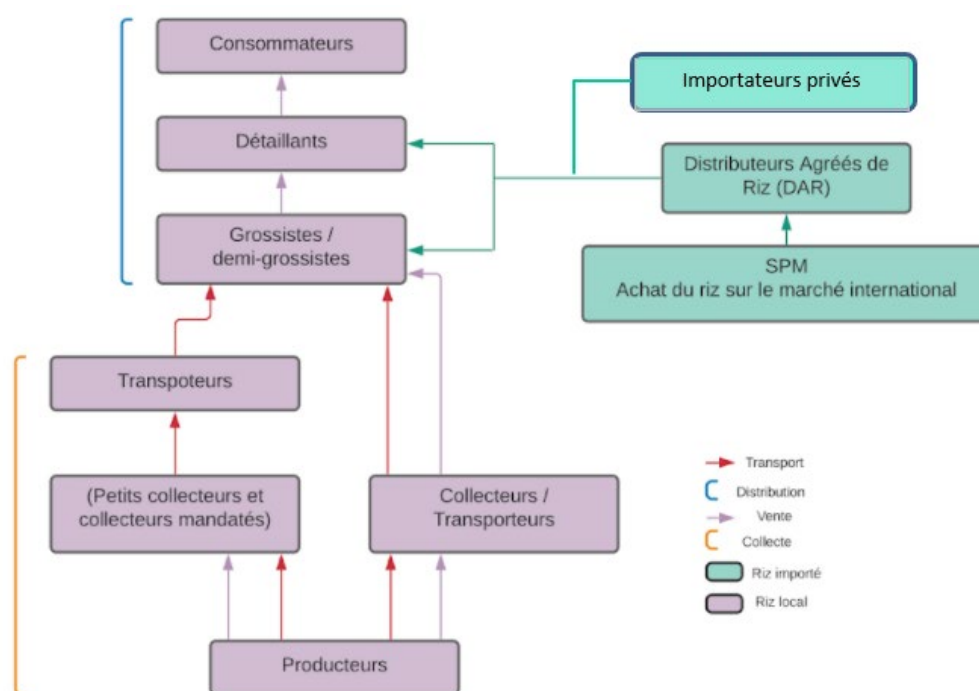 Consommateurs
Importateurs privés
Détaillants
Distributeurs Agréés de
Riz (DAR)
Grossistes /
demi-grossistes
SPM
Achat du riz sur le marché international
Transpoteurs
(Petits collecteurs et
collecteurs mandatés)
Collecteurs /
Transporteurs
Producteurs
Transport
Distribution
Vente
Collecte
Riz importé
Riz local